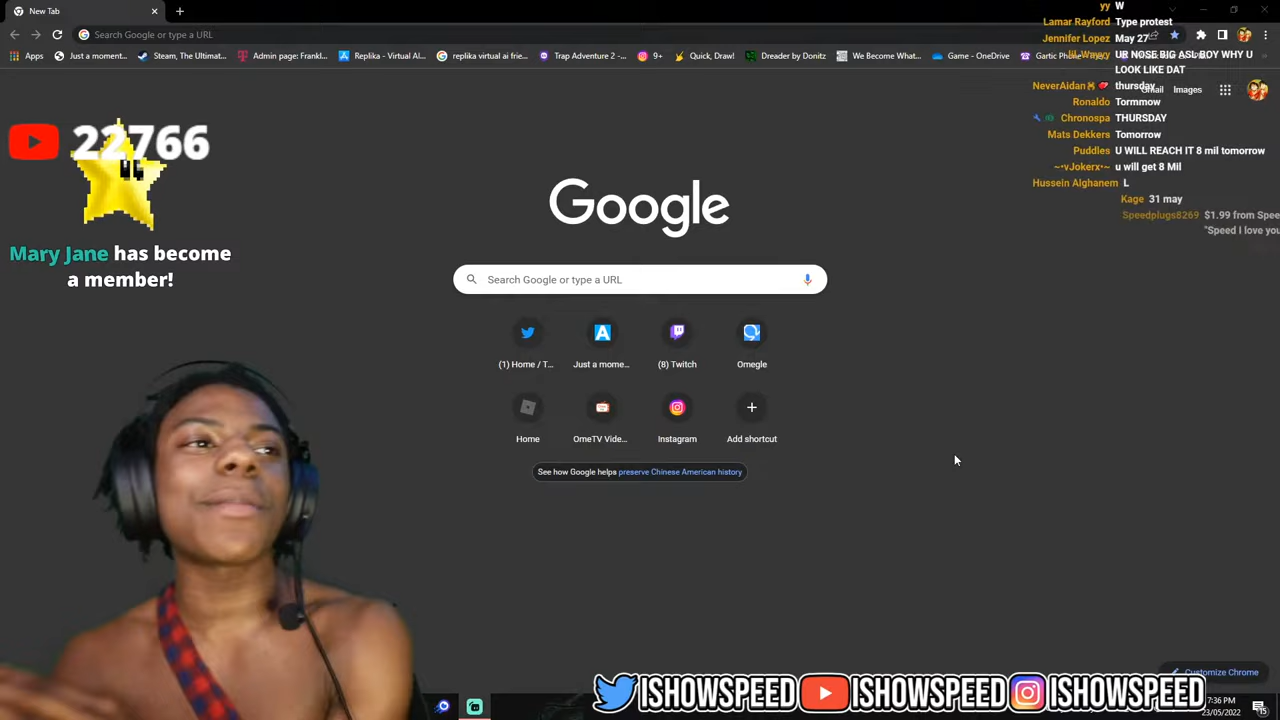 New Tab
Search Google or type a URL
Apps
Just a moment...
Steam, The Ultimat...
Admin page: Frankl...
Replika - Virtual AI...
replika virtual ai frie...
Trap Adventure 2 -...
9+
Quick, Draw!
Dreader by Donitz
We Become What...
Game - OneDrive
Gartic Phone
Gmail
Images
yy W
Lamar Rayford Type protest
Jennifer Lopez May 27
UR NOSE BIG ASL BOY WHY U
LOOK LIKE DAT
NeverAidan thursday
Ronaldo Tormmow
Chronospa THURSDAY
Mats Dekkers Tomorrow
Puddles U WILL REACH IT 8 mil tomorrow
~•vJokerx•~ u will get 8 Mil
Hussein Alghanem L
Kage 31 may
Speedplugs8269 $1.99 from Spee
"Speed I love you
22766
Mary Jane has become
a member!
Google
Search Google or type a URL
(1) Home / T...
Just a mome...
(8) Twitch
Omegle
Home
OmeTV Vide...
Instagram
Add shortcut
See how Google helps preserve Chinese American history
Customize Chrome
ISHOWSPEED
ISHOWSPEED
ISHOWSPEED
7:36 PM
23/05/2022